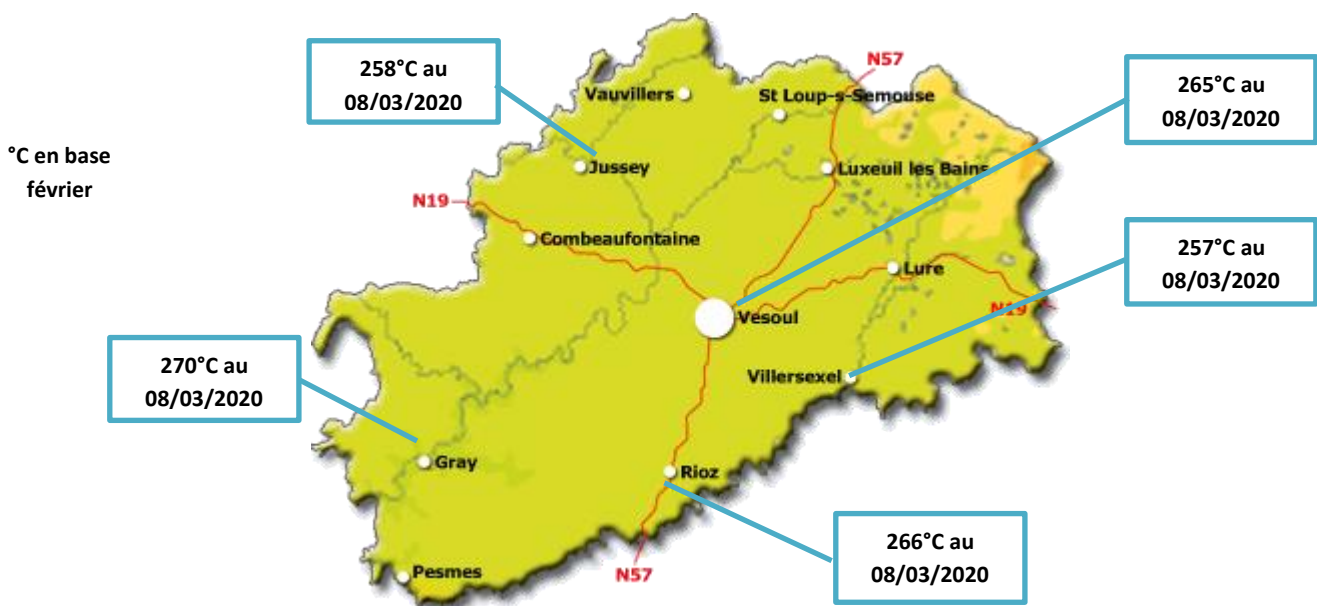 N57
258°C au
08/03/2020
Vauvillers
St Loup-s-Semouse
265°C au
08/03/2020
°C en base
février
Jussey
Luxeuil les Bains
N19
Combeaufontaine
257°C au
08/03/2020
Lure
N19
Vesoul
270°C au
08/03/2020
Villersexel
Gray
Rioz
266°C au
08/03/2020
Pesmes
N57